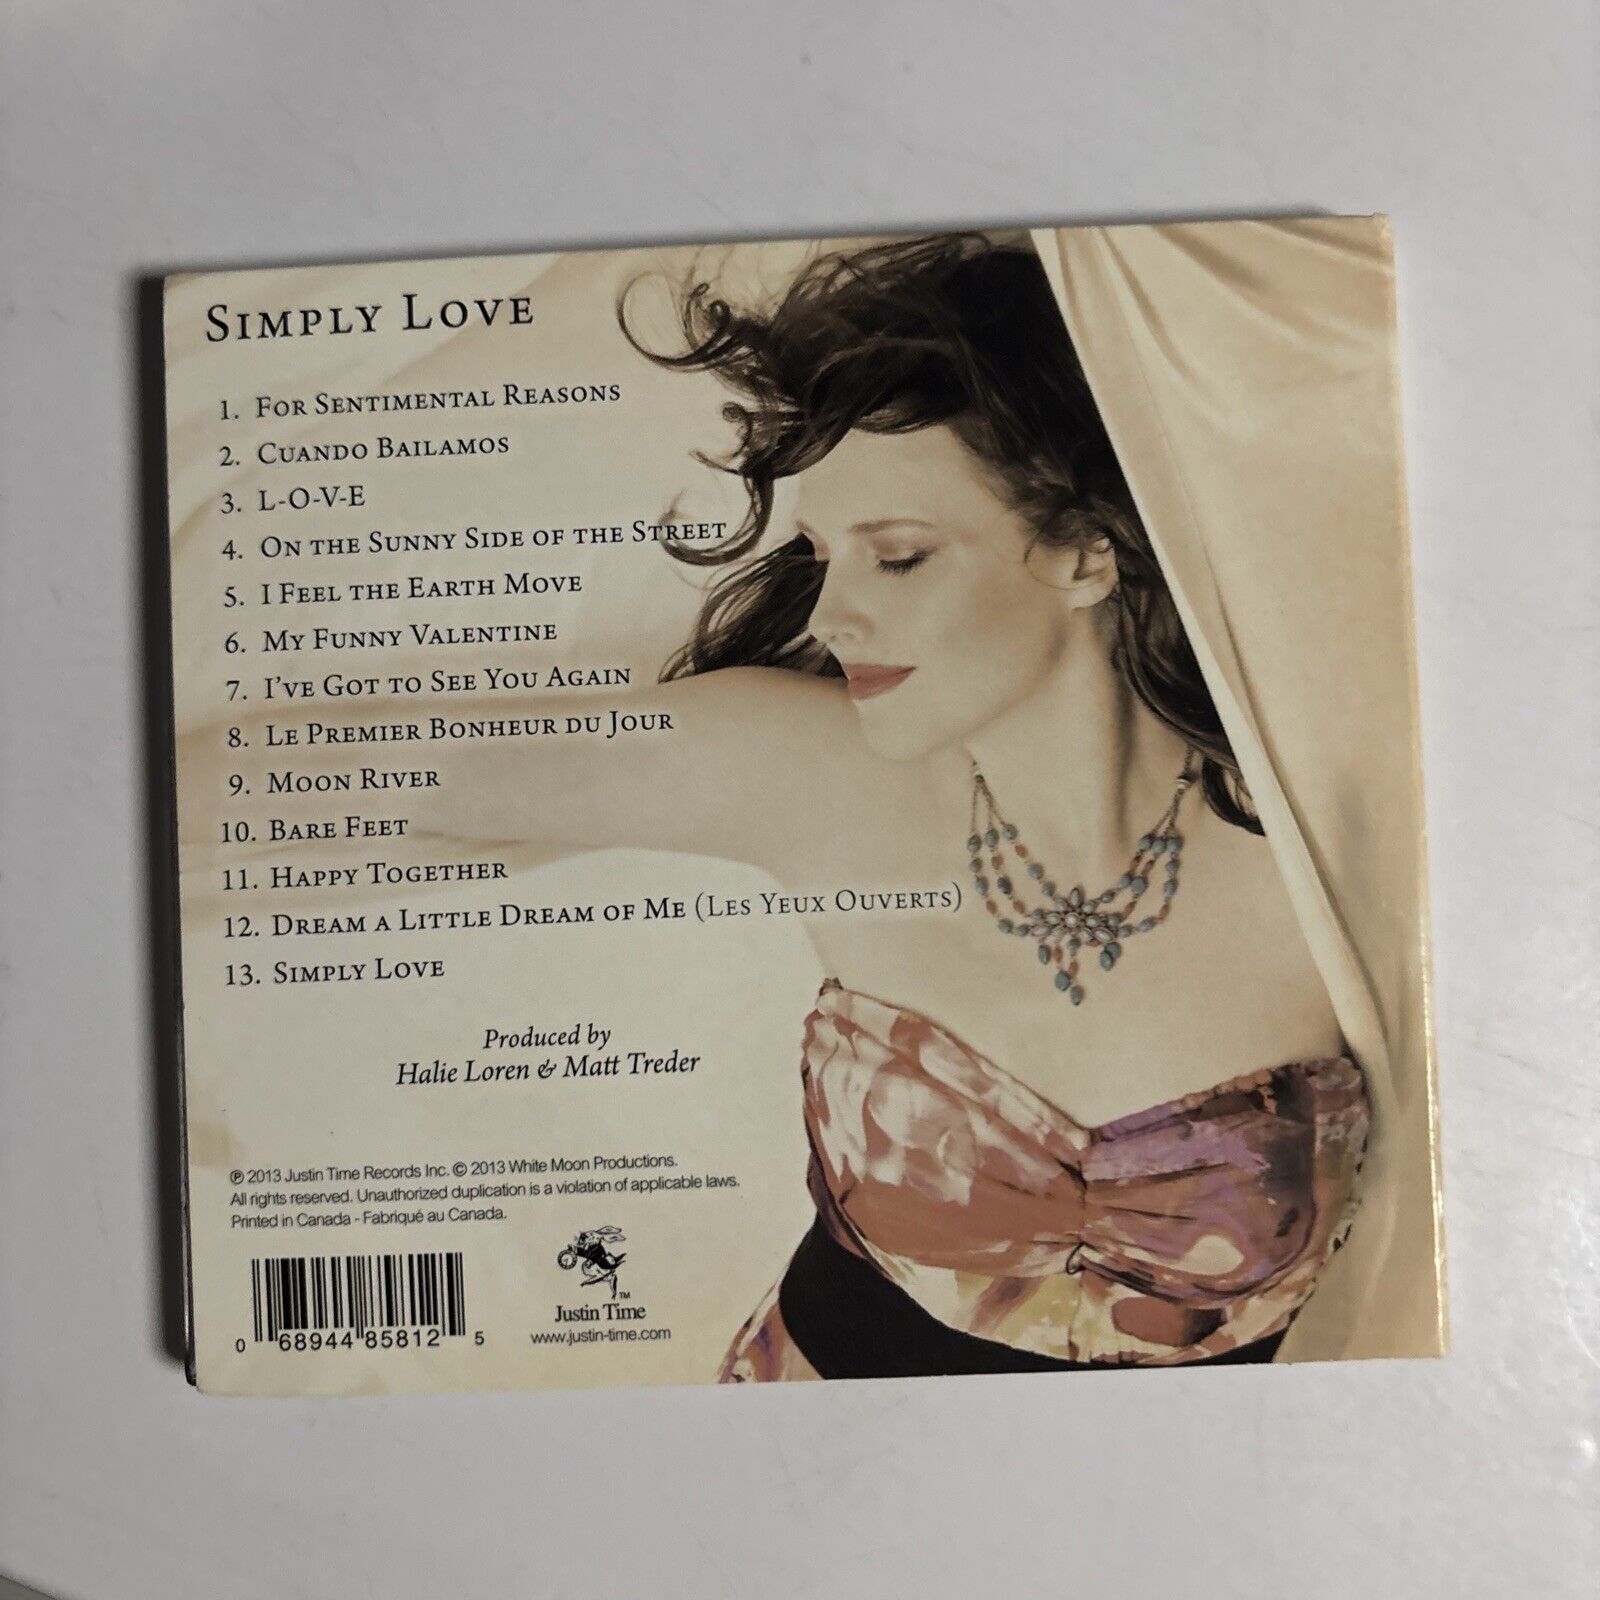 SIMPLY LOVE
1. FOR SENTIMENTAL REASONS
2. CUANDO BAILAMOS
3. L-O-V-E
4. ON THE SUNNY SIDE OF THE STREET
5. I FEEL THE EARTH MOVE
6. MY FUNNY VALENTINE
7. I'VE GOT TO SEE YOU AGAIN
8. LE PREMIER BONHEUR DU JOUR
9. MOON RIVER
10. BARE FEET
11. HAPPY TOGETHER
12. DREAM A LITTLE DREAM OF ME (LES YEUX OUVERTS)
13. SIMPLY LOVE
Produced by
Halie Loren & Matt Treder
℗ 2013 Justin Time Records Inc. © 2013 White Moon Productions.
All rights reserved. Unauthorized duplication is a violation of applicable laws.
Printed in Canada - Fabriqué au Canada.
0 68944 85812 5
TM
Justin Time
www.justin-time.com